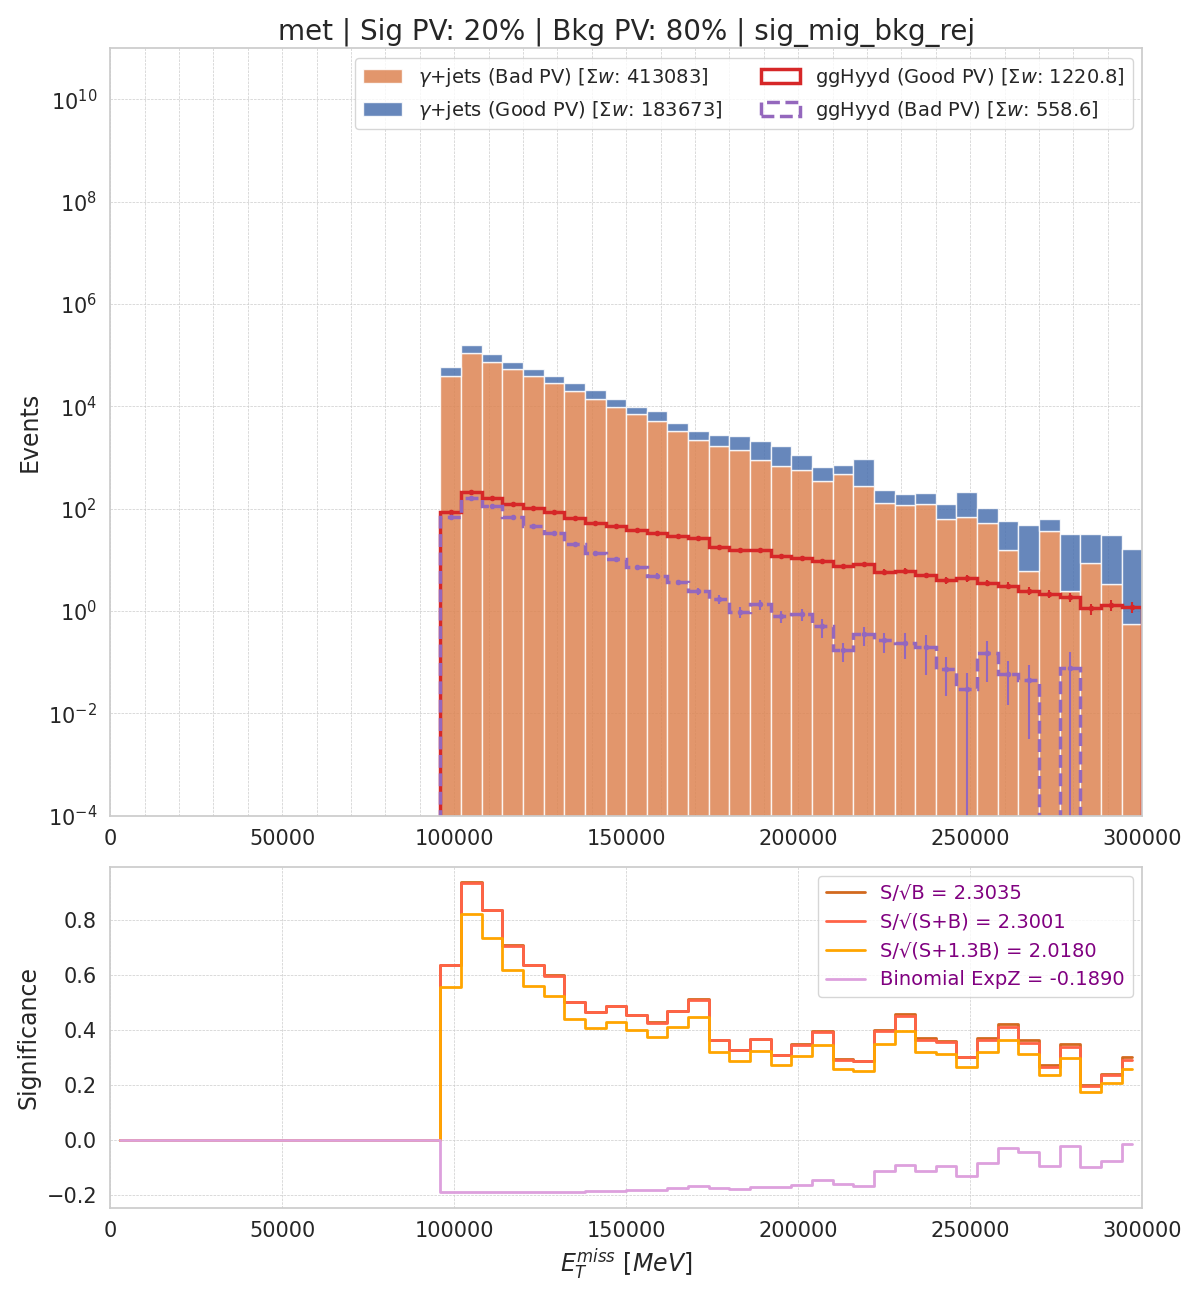 met | Sig PV: 20% | Bkg PV: 80% | sig_mig_bkg_rej
γ+jets (Bad PV) [Σw: 413083]
γ+jets (Good PV) [Σw: 183673]
ggHyyd (Good PV) [Σw: 1220.8]
ggHyyd (Bad PV) [Σw: 558.6]
Events
10^10
10^8
10^6
10^4
10^2
10^0
10^−2
10^−4
0 50000 100000 150000 200000 250000 300000
S/√B = 2.3035
S/√(S+B) = 2.3001
S/√(S+1.3B) = 2.0180
Binomial ExpZ = -0.1890
Significance
0.8
0.6
0.4
0.2
0.0
−0.2
0 50000 100000 150000 200000 250000 300000
E_T^miss [MeV]